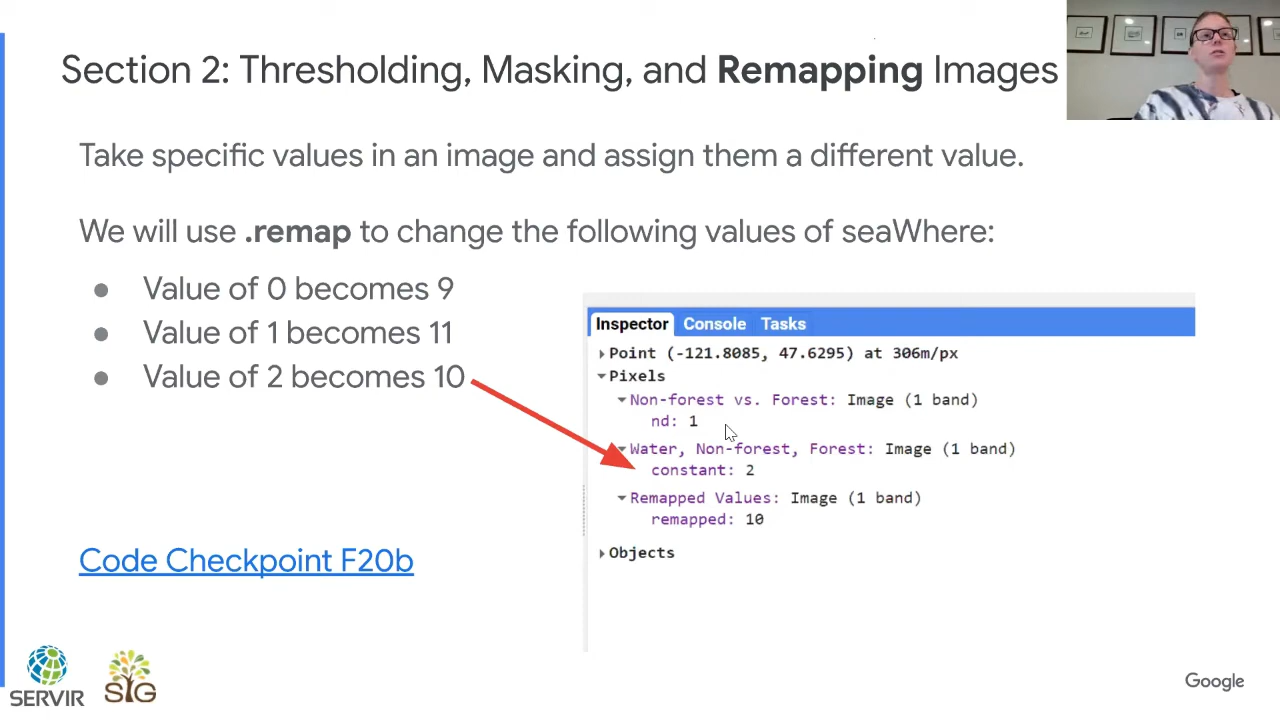 Section 2: Thresholding, Masking, and Remapping Images
Take specific values in an image and assign them a different value.
We will use .remap to change the following values of seaWhere:
● Value of 0 becomes 9
● Value of 1 becomes 11
● Value of 2 becomes 10
Inspector Console Tasks
Point (-121.8085, 47.6295) at 306m/px
Pixels
Non-forest vs. Forest: Image (1 band)
nd: 1
Water, Non-forest, Forest: Image (1 band)
constant: 2
Remapped Values: Image (1 band)
remapped: 10
Objects
Code Checkpoint F20b
SERVIR
SIG
Google